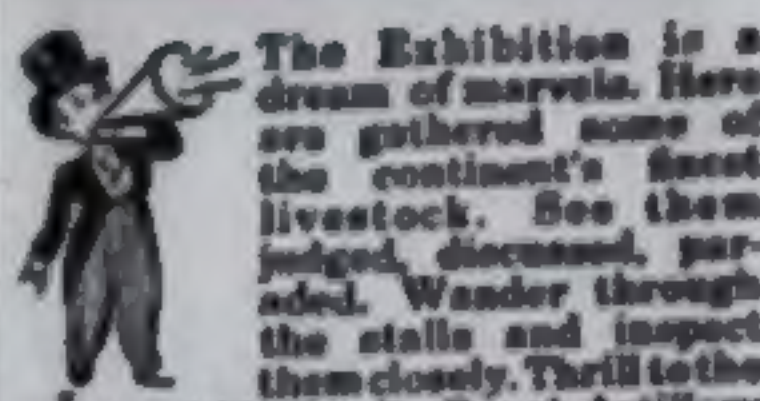 The Exhibition is a
dream of marvels. Here
are gathered some of
the continent's finest
livestock. See them
judged, discussed, par-
aded. Wander through
the stalls and inspect
them closely. Thrill to the